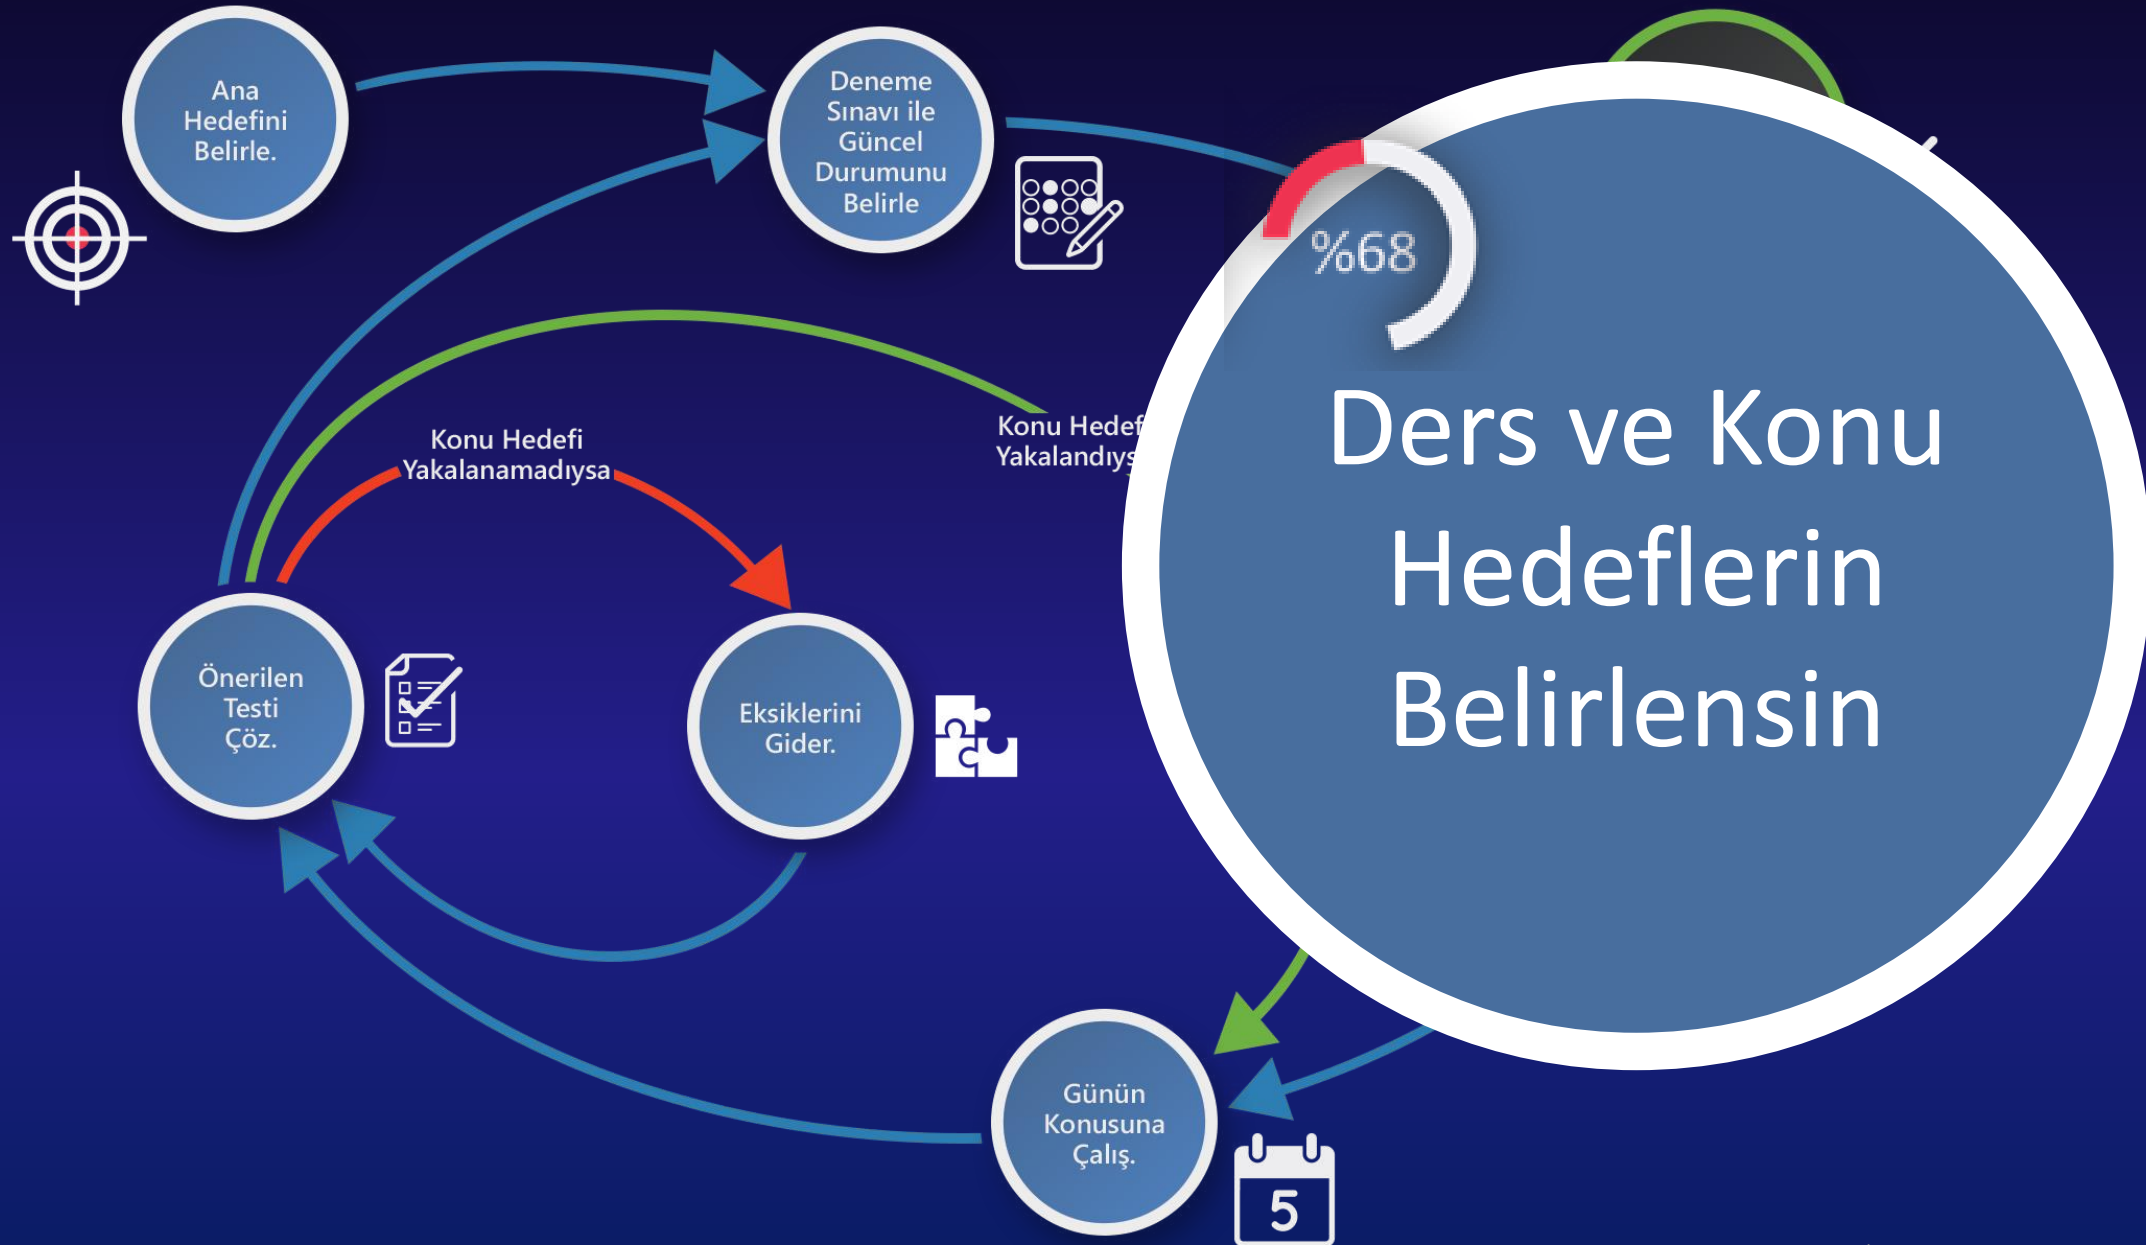 Ana
Hedefini
Belirle.
Deneme
Sınavı ile
Güncel
Durumunu
Belirle
%68
Ders ve Konu
Hedeflerin
Belirlensin
Konu Hedefi
Yakalanamadıysa
Konu
Önerilen
Testi
Çöz.
Eksiklerini
Gider.
Günün
Konusuna
Çalış.
5